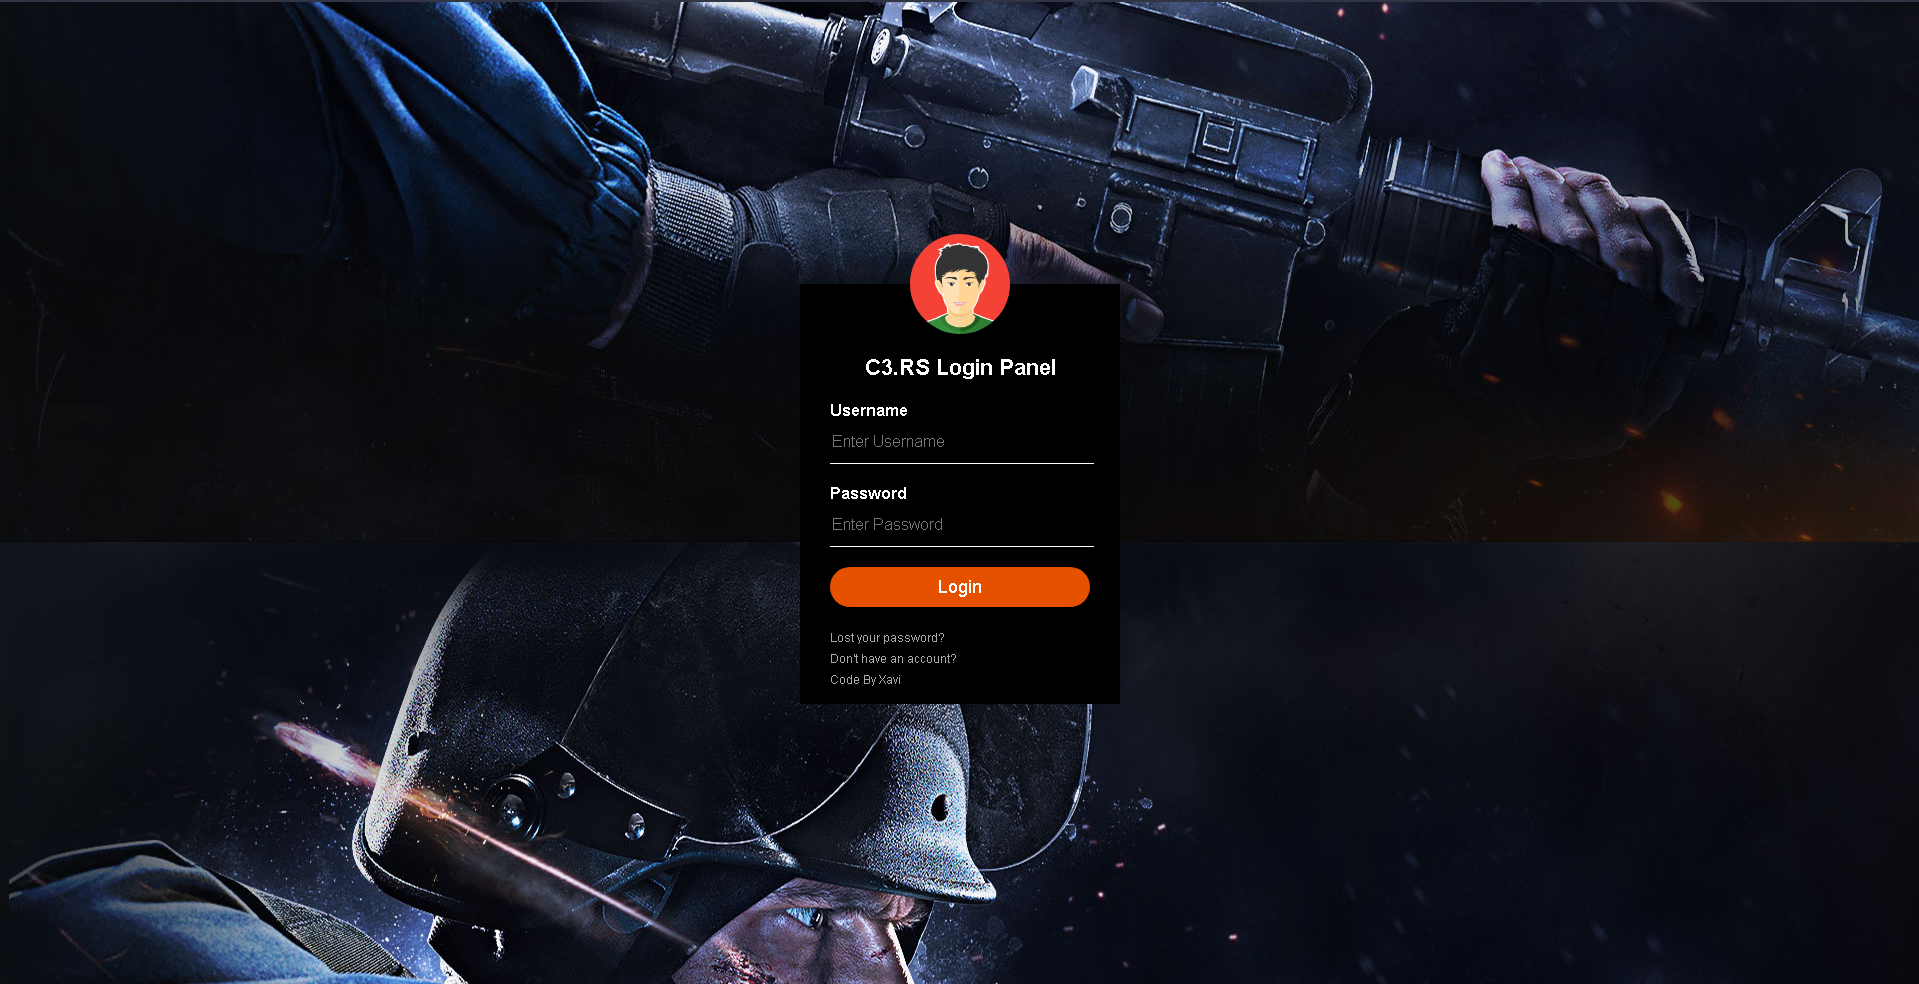 C3.RS Login Panel
Username
Enter Username
Password
Enter Password
Login
Lost your password?
Don't have an account?
Code By Xavi